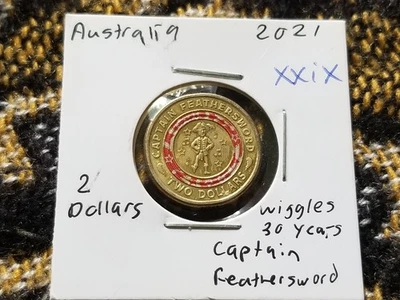 Australia 2021
xxix
CAPTAIN FEATHERSWORD
TWO DOLLARS
2
Dollars
Wiggles
30 Years
Captain
Feathersword